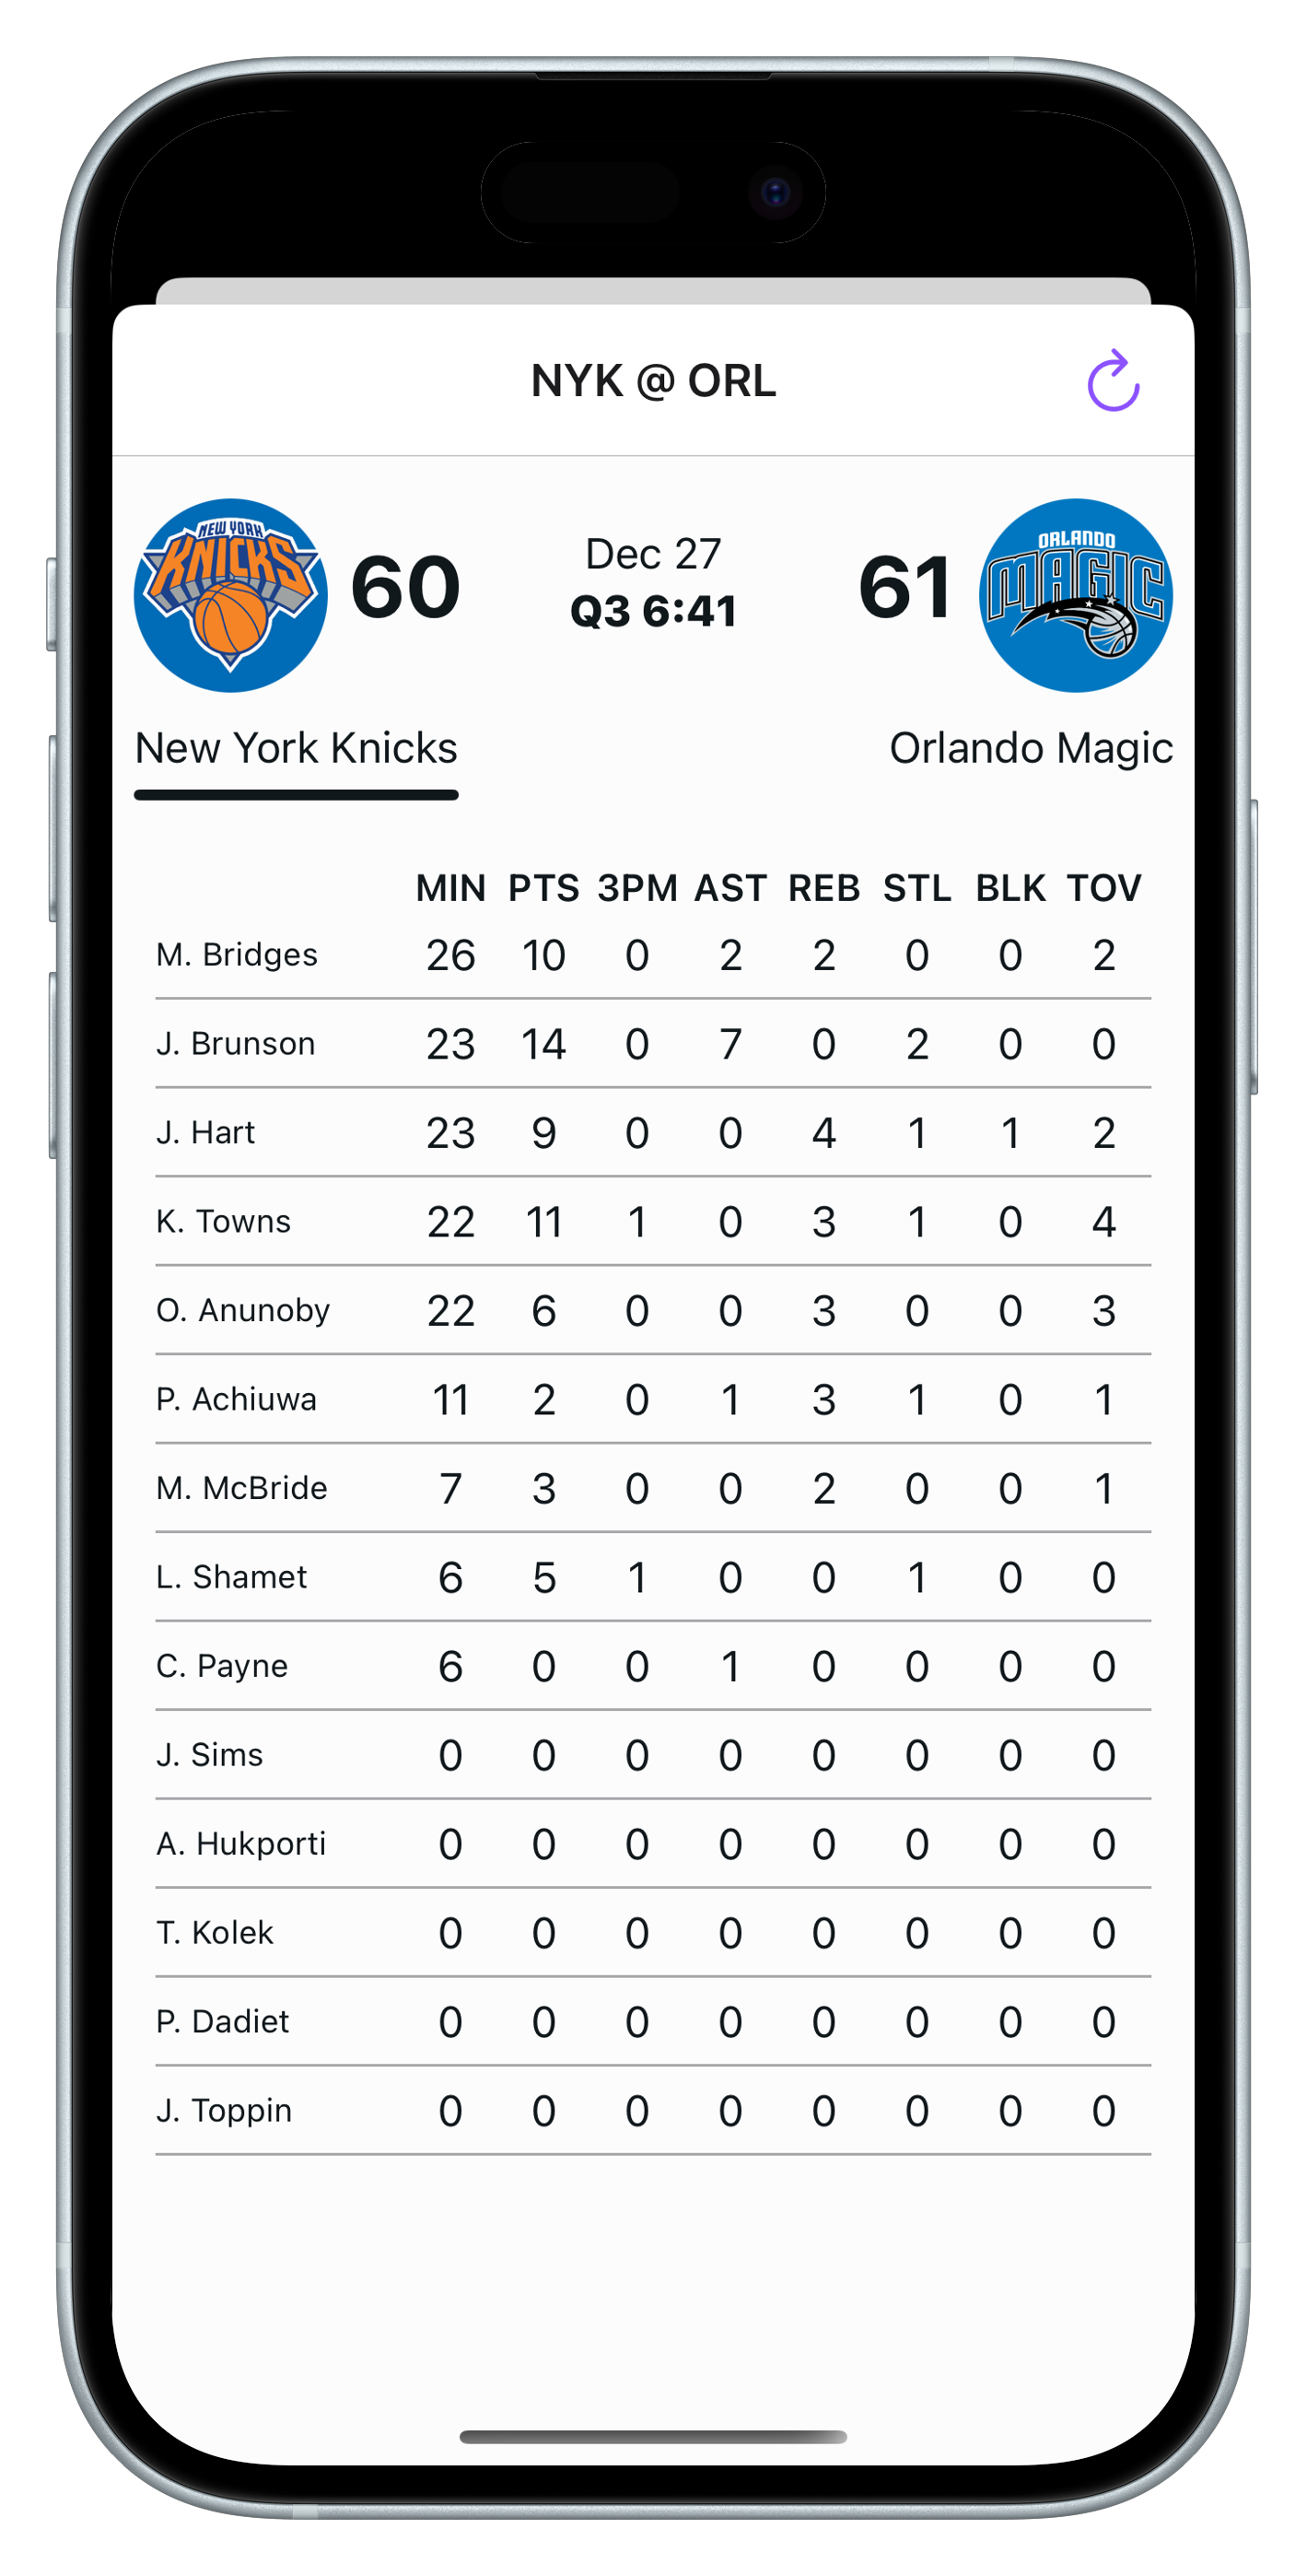 NYK @ ORL
NEW YORK
KNICKS
60
Dec 27
Q3 6:41
61
ORLANDO
MAGIC
New York Knicks
Orlando Magic
MIN PTS 3PM AST REB STL BLK TOV
M. Bridges 26 10 0 2 2 0 0 2
J. Brunson 23 14 0 7 0 2 0 0
J. Hart 23 9 0 0 4 1 1 2
K. Towns 22 11 1 0 3 1 0 4
O. Anunoby 22 6 0 0 3 0 0 3
P. Achiuwa 11 2 0 1 3 1 0 1
M. McBride 7 3 0 0 2 0 0 1
L. Shamet 6 5 1 0 0 1 0 0
C. Payne 6 0 0 1 0 0 0 0
J. Sims 0 0 0 0 0 0 0 0
A. Hukporti 0 0 0 0 0 0 0 0
T. Kolek 0 0 0 0 0 0 0 0
P. Dadiet 0 0 0 0 0 0 0 0
J. Toppin 0 0 0 0 0 0 0 0